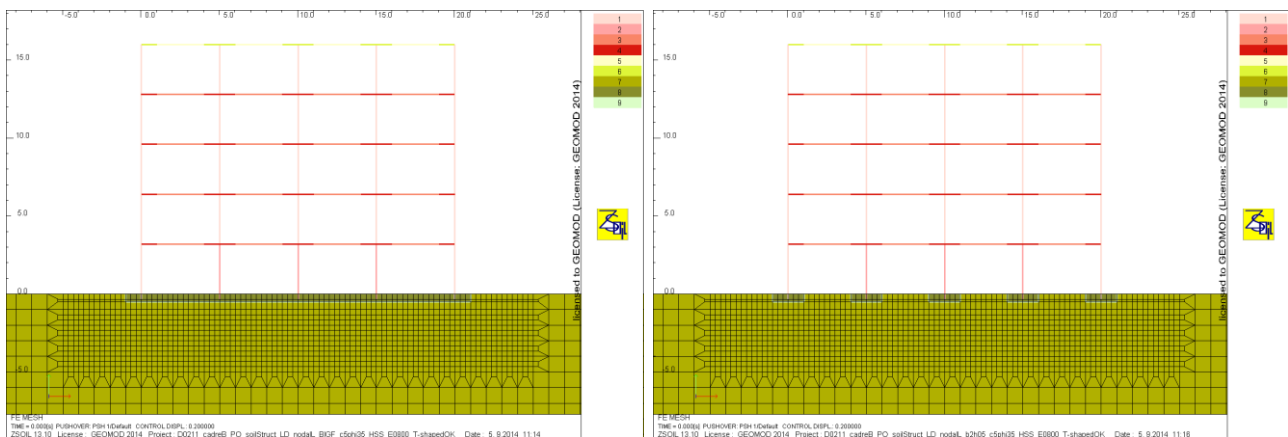 -5.0 0.0 5.0 10.0 15.0 20.0 25.0
15.0
10.0
5.0
0.0
-5.0
1
2
3
4
5
6
7
8
9
licensed to GEOMOD (License: GEOMOD 2014)
ZSoil
FE MESH
TIME = 0.000[s] PUSHOVER: PSH 1/Default CONTROL DISPL.: 0.200000
ZSOIL 13.10 License : GEOMOD 2014 Project : D0211_cadreB_PO_soilStruct_LD_nodalL_BIGF_c5phi35_HSS_E0800_T-shapedOK Date : 5. 9.2014 11:14
-5.0 0.0 5.0 10.0 15.0 20.0 25.0
15.0
10.0
5.0
0.0
-5.0
1
2
3
4
5
6
7
8
9
licensed to GEOMOD (License: GEOMOD 2014)
ZSoil
FE MESH
TIME = 0.000[s] PUSHOVER: PSH 1/Default CONTROL DISPL.: 0.200000
ZSOIL 13.10 License : GEOMOD 2014 Project : D0211_cadreB_PO_soilStruct_LD_nodalL_b2h05_c5phi35_HSS_E0800_T-shapedOK Date : 5. 9.2014 11:16